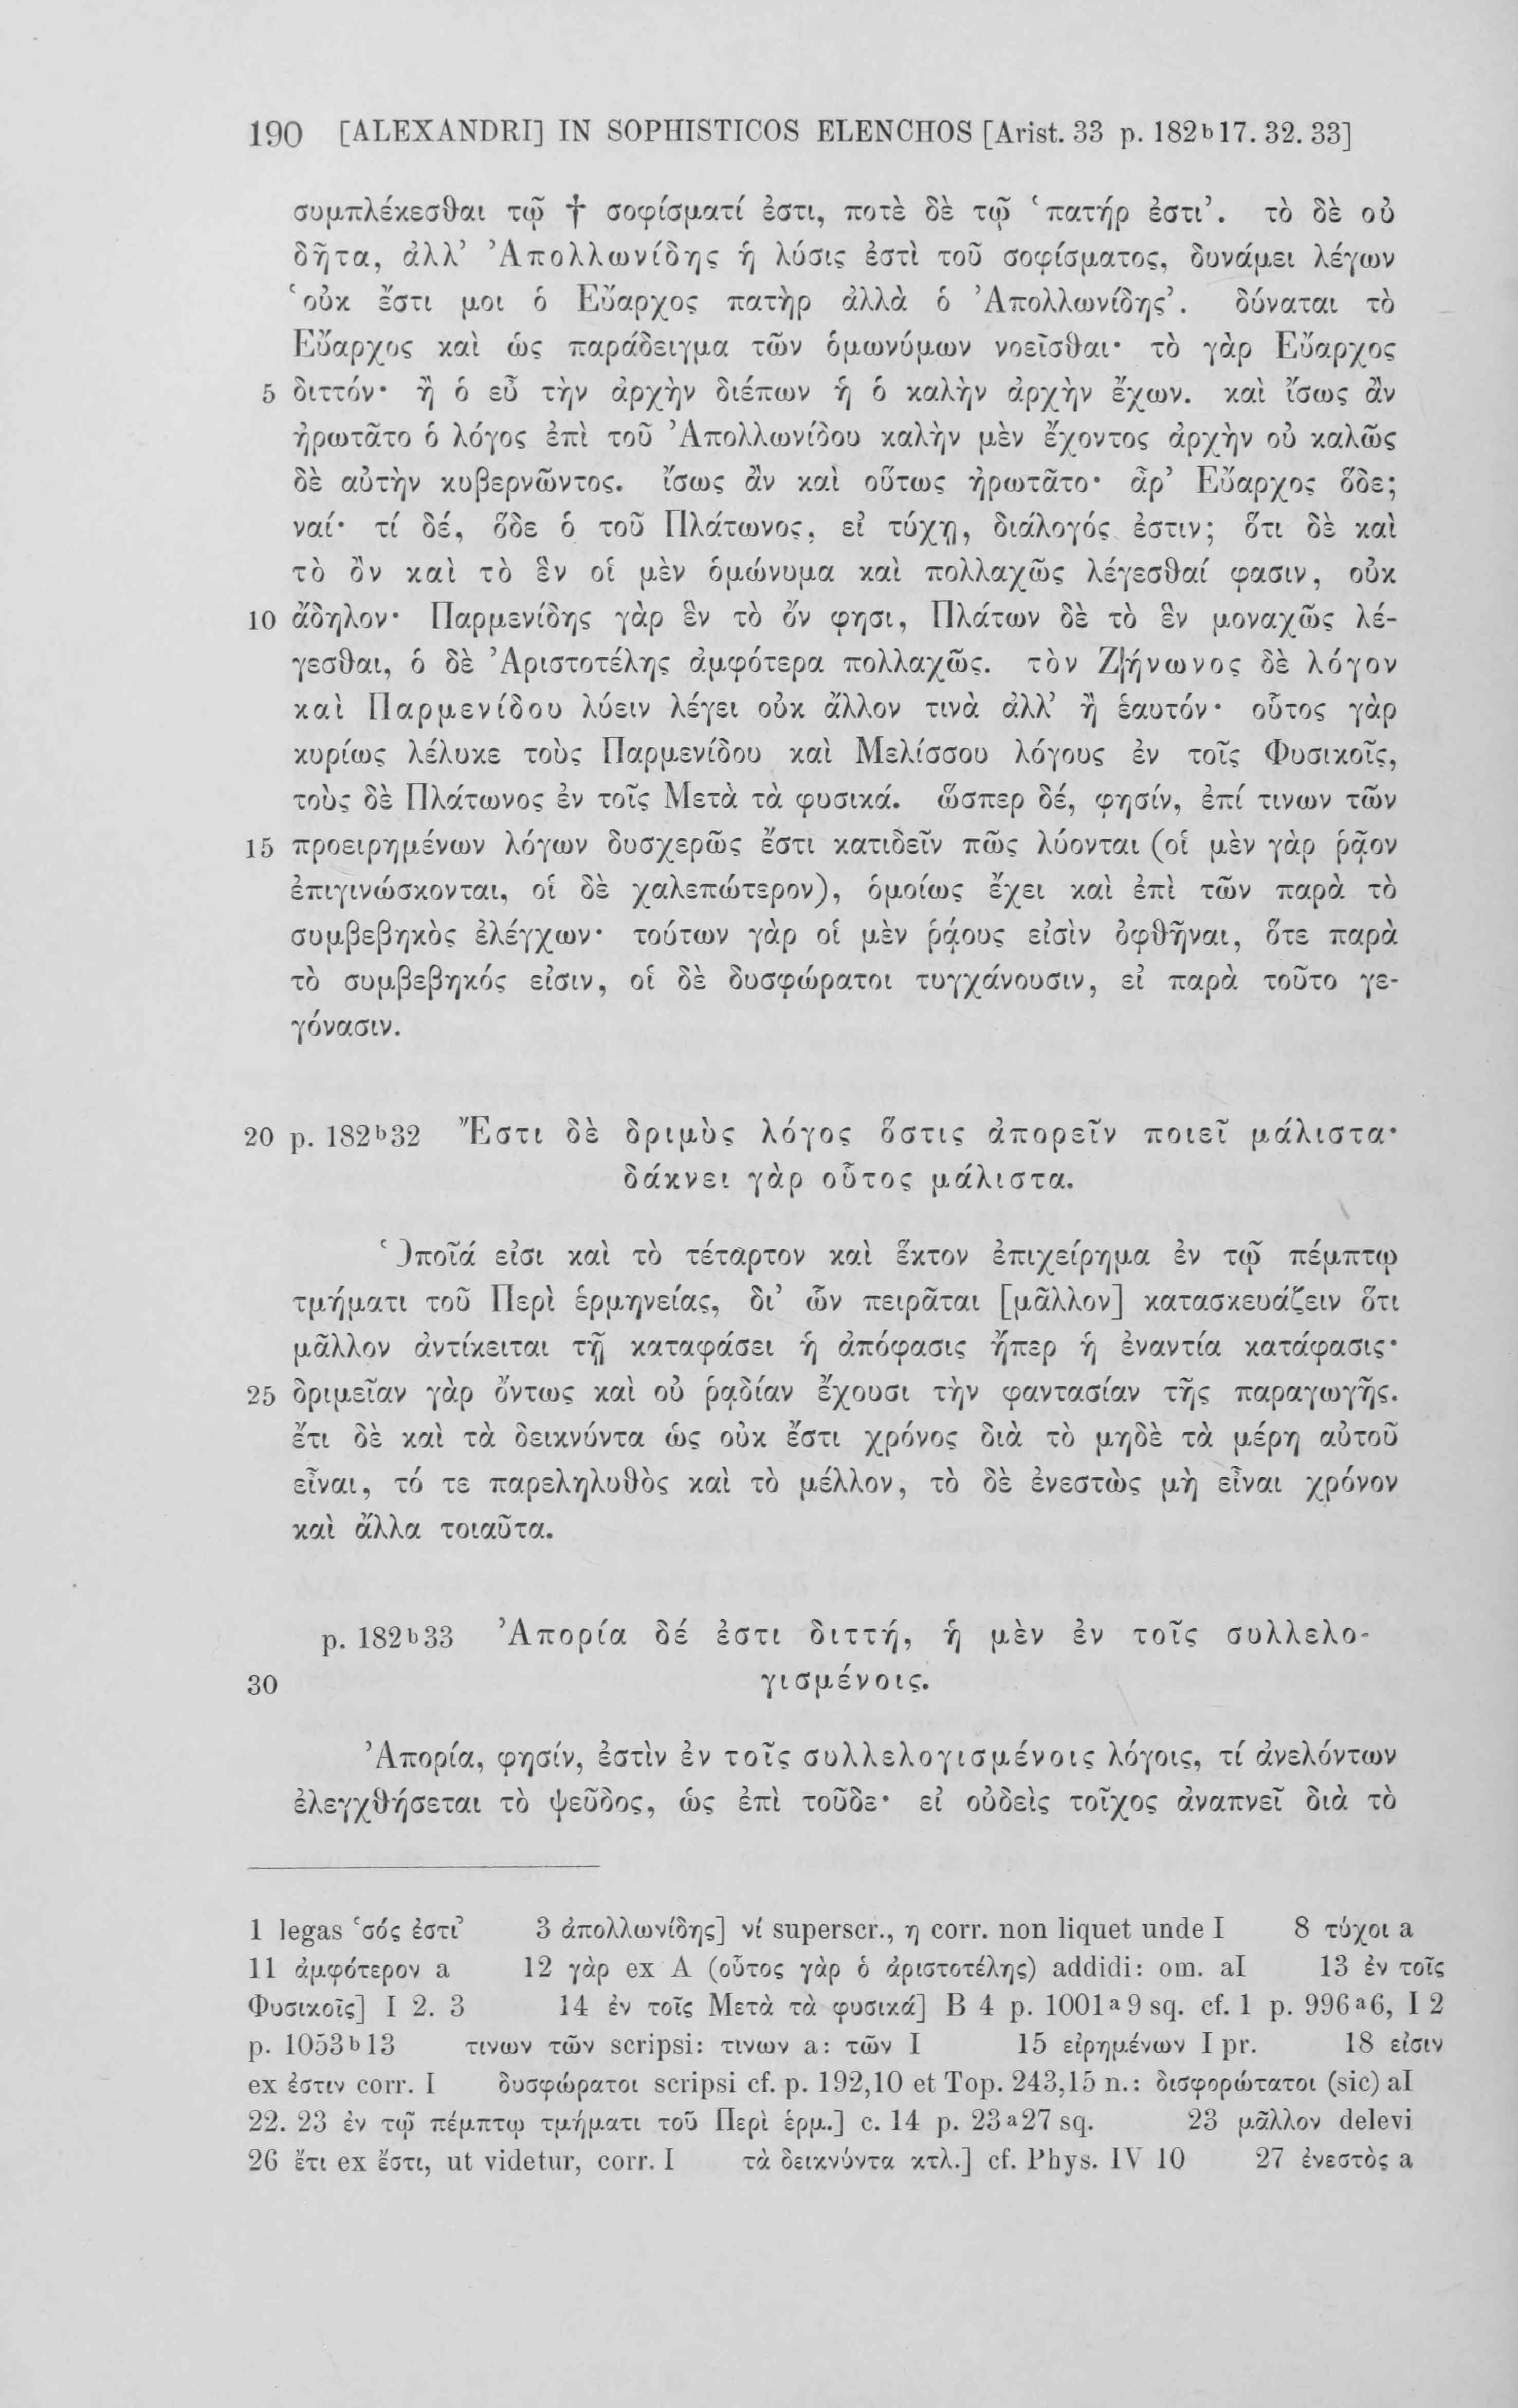 190 [ALEXANDRI] IN SOPHISTICOS ELENCHOS [Arist. 33 p. 182b17. 32. 33]
συμπλέκεσθαι τῷ † σοφίσματί ἐστι, ποτὲ δὲ τῷ ‘πατήρ ἐστι’. τὸ δὲ οὐ
δῆτα, ἀλλ’ Ἀπολλωνίδης ἡ λύσις ἐστὶ τοῦ σοφίσματος, δυνάμει λέγων
‘οὐκ ἔστι μοι ὁ Εὔαρχος πατὴρ ἀλλὰ ὁ Ἀπολλωνίδης’. δύναται τὸ
Εὔαρχος καὶ ὡς παράδειγμα τῶν ὁμωνύμων νοεῖσθαι· τὸ γὰρ Εὔαρχος
5 διττόν· ἢ ὁ εὖ τὴν ἀρχὴν διέπων ἡ ὁ καλὴν ἀρχὴν ἔχων. καὶ ἴσως ἂν
ἠρωτᾶτο ὁ λόγος ἐπὶ τοῦ Ἀπολλωνίδου καλὴν μὲν ἔχοντος ἀρχὴν οὐ καλῶς
δὲ αὐτὴν κυβερνῶντος. ἴσως ἂν καὶ οὕτως ἠρωτᾶτο· ἆρ’ Εὔαρχος ὅδε;
ναί· τί δέ, ὅδε ὁ τοῦ Πλάτωνος, εἰ τύχῃ, διάλογός ἐστιν; ὅτι δὲ καὶ
τὸ ὂν καὶ τὸ ἓν οἱ μὲν ὁμώνυμα καὶ πολλαχῶς λέγεσθαί φασιν, οὐκ
10 ἄδηλον· Παρμενίδης γὰρ ἓν τὸ ὄν φησι, Πλάτων δὲ τὸ ἓν μοναχῶς λέ-
γεσθαι, ὁ δὲ Ἀριστοτέλης ἀμφότερα πολλαχῶς. τὸν Ζήνωνος δὲ λόγον
καὶ Παρμενίδου λύειν λέγει οὐκ ἄλλον τινὰ ἀλλ’ ἢ ἑαυτόν· οὗτος γὰρ
κυρίως λέλυκε τοὺς Παρμενίδου καὶ Μελίσσου λόγους ἐν τοῖς Φυσικοῖς,
τοὺς δὲ Πλάτωνος ἐν τοῖς Μετὰ τὰ φυσικά. ὥσπερ δέ, φησίν, ἐπί τινων τῶν
15 προειρημένων λόγων δυσχερῶς ἔστι κατιδεῖν πῶς λύονται (οἱ μὲν γὰρ ῥᾷον
ἐπιγινώσκονται, οἱ δὲ χαλεπώτερον), ὁμοίως ἔχει καὶ ἐπὶ τῶν παρὰ τὸ
συμβεβηκὸς ἐλέγχων· τούτων γὰρ οἱ μὲν ῥᾴους εἰσὶν ὀφθῆναι, ὅτε παρὰ
τὸ συμβεβηκός εἰσιν, οἱ δὲ δυσφώρατοι τυγχάνουσιν, εἰ παρὰ τοῦτο γε-
γόνασιν.
20 p. 182b32 Ἔστι δὲ δριμὺς λόγος ὅστις ἀπορεῖν ποιεῖ μάλιστα·
δάκνει γὰρ οὗτος μάλιστα.
Ὁποῖά εἰσι καὶ τὸ τέταρτον καὶ ἕκτον ἐπιχείρημα ἐν τῷ πέμπτῳ
τμήματι τοῦ Περὶ ἑρμηνείας, δι’ ὧν πειρᾶται [μᾶλλον] κατασκευάζειν ὅτι
μᾶλλον ἀντίκειται τῇ καταφάσει ἡ ἀπόφασις ἤπερ ἡ ἐναντία κατάφασις·
25 δριμεῖαν γὰρ ὄντως καὶ οὐ ῥᾳδίαν ἔχουσι τὴν φαντασίαν τῆς παραγωγῆς.
ἔτι δὲ καὶ τὰ δεικνύντα ὡς οὐκ ἔστι χρόνος διὰ τὸ μηδὲ τὰ μέρη αὐτοῦ
εἶναι, τό τε παρεληλυθὸς καὶ τὸ μέλλον, τὸ δὲ ἐνεστὼς μὴ εἶναι χρόνον
καὶ ἄλλα τοιαῦτα.
p. 182b33 Ἀπορία δέ ἐστι διττή, ἡ μὲν ἐν τοῖς συλλελο-
30 γισμένοις.
Ἀπορία, φησίν, ἐστὶν ἐν τοῖς συλλελογισμένοις λόγοις, τί ἀνελόντων
ἐλεγχθήσεται τὸ ψεῦδος, ὡς ἐπὶ τοῦδε· εἰ οὐδεὶς τοῖχος ἀναπνεῖ διὰ τὸ
1 legas ‘σός ἐστι’ 3 ἀπολλωνίδης] νί superscr., η corr. non liquet unde I 8 τύχοι a
11 ἀμφότερον a 12 γὰρ ex A (οὗτος γὰρ ὁ ἀριστοτέλης) addidi: om. aI 13 ἐν τοῖς
Φυσικοῖς] I 2. 3 14 ἐν τοῖς Μετὰ τὰ φυσικά] B 4 p. 1001a9 sq. cf. 1 p. 996a6, I 2
p. 1053b13 τινων τῶν scripsi: τινων a: τῶν I 15 εἰρημένων I pr. 18 εἰσιν
ex ἐστιν corr. I δυσφώρατοι scripsi cf. p. 192,10 et Top. 243,15 n.: δισφορώτατοι (sic) aI
22. 23 ἐν τῷ πέμπτῳ τμήματι τοῦ Περὶ ἑρμ.] c. 14 p. 23a27 sq. 23 μᾶλλον delevi
26 ἔτι ex ἔστι, ut videtur, corr. I τὰ δεικνύντα κτλ.] cf. Phys. IV 10 27 ἐνεστὸς a